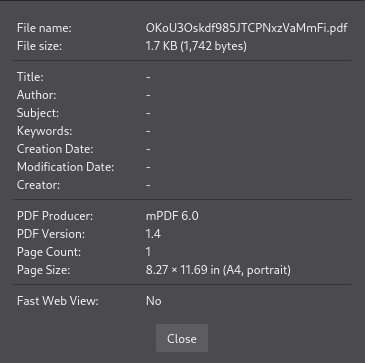 File name: OKoU3Oskdf985JTCPNxzVaMmFi.pdf
File size: 1.7 KB (1,742 bytes)
Title: -
Author: -
Subject: -
Keywords: -
Creation Date: -
Modification Date: -
Creator: -
PDF Producer: mPDF 6.0
PDF Version: 1.4
Page Count: 1
Page Size: 8.27 × 11.69 in (A4, portrait)
Fast Web View: No
Close